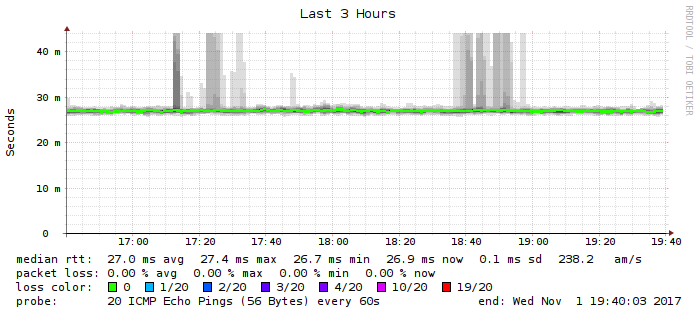 Last 3 Hours
RRDTOOL / TOBI OETIKER
Seconds
40 m
30 m
20 m
10 m
0
17:00 17:20 17:40 18:00 18:20 18:40 19:00 19:20 19:40
median rtt: 27.0 ms avg 27.4 ms max 26.7 ms min 26.9 ms now 0.1 ms sd 238.2 am/s
packet loss: 0.00 % avg 0.00 % max 0.00 % min 0.00 % now
loss color: 0 1/20 2/20 3/20 4/20 10/20 19/20
probe: 20 ICMP Echo Pings (56 Bytes) every 60s end: Wed Nov 1 19:40:03 2017